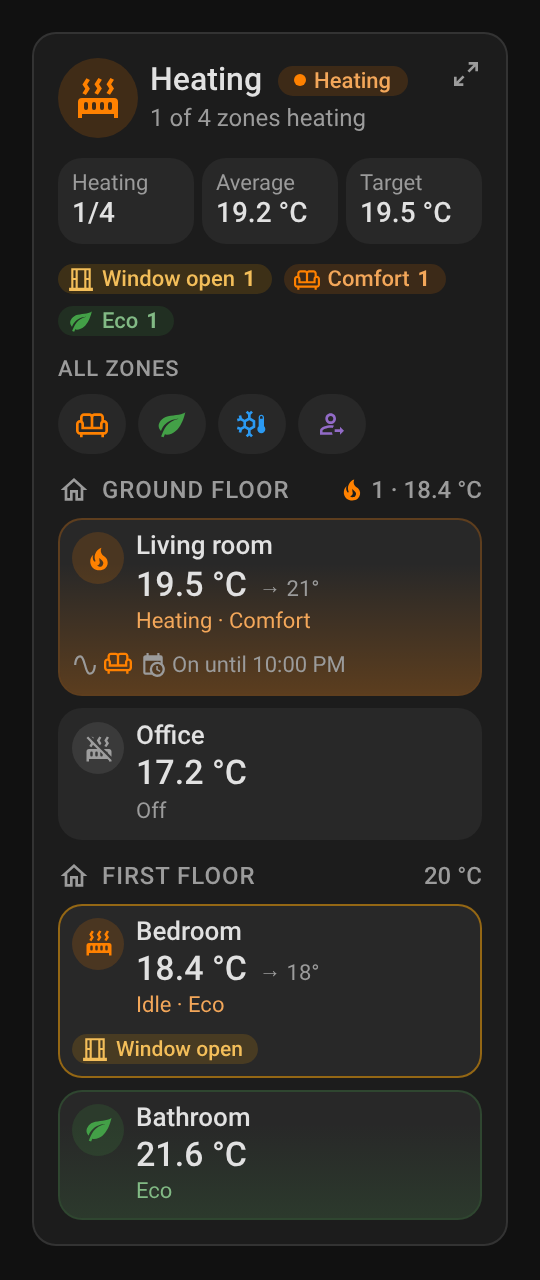 Heating Heating
1 of 4 zones heating
Heating Average Target
1/4 19.2 °C 19.5 °C
Window open 1 Comfort 1
Eco 1
ALL ZONES
GROUND FLOOR 1 · 18.4 °C
Living room
19.5 °C → 21°
Heating · Comfort
On until 10:00 PM
Office
17.2 °C
Off
FIRST FLOOR 20 °C
Bedroom
18.4 °C → 18°
Idle · Eco
Window open
Bathroom
21.6 °C
Eco